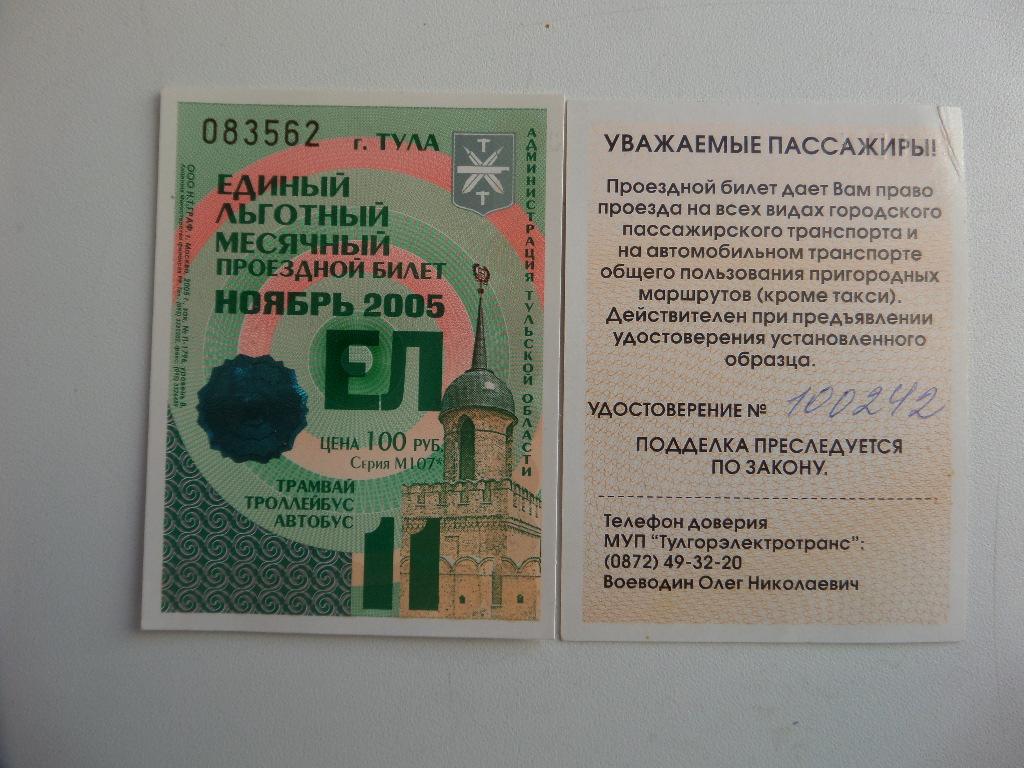 083562
г. ТУЛА
ЕДИНЫЙ
ЛЬГОТНЫЙ
МЕСЯЧНЫЙ
ПРОЕЗДНОЙ БИЛЕТ
НОЯБРЬ 2005
ЕЛ
ЦЕНА 100 РУБ.
Серия М107*
ТРАМВАЙ
ТРОЛЛЕЙБУС
АВТОБУС
11
АДМИНИСТРАЦИЯ ТУЛЬСКОЙ ОБЛАСТИ
УВАЖАЕМЫЕ ПАССАЖИРЫ!
Проездной билет дает Вам право
проезда на всех видах городского
пассажирского транспорта и
на автомобильном транспорте
общего пользования пригородных
маршрутов (кроме такси).
Действителен при предъявлении
удостоверения установленного
образца.
УДОСТОВЕРЕНИЕ № 100242
ПОДДЕЛКА ПРЕСЛЕДУЕТСЯ
ПО ЗАКОНУ.
Телефон доверия
МУП "Тулгорэлектротранс":
(0872) 49-32-20
Воеводин Олег Николаевич